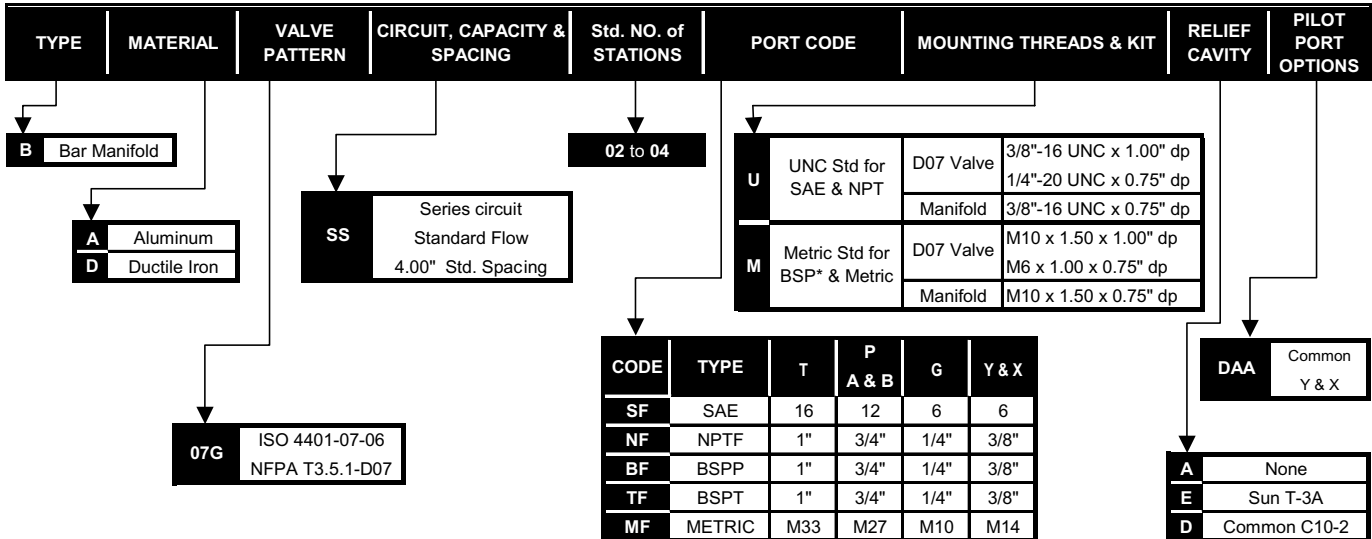 TYPE MATERIAL VALVE PATTERN CIRCUIT, CAPACITY & SPACING Std. NO. of STATIONS PORT CODE MOUNTING THREADS & KIT RELIEF CAVITY PILOT PORT OPTIONS
B Bar Manifold
A Aluminum
D Ductile Iron
07G ISO 4401-07-06
NFPA T3.5.1-D07
SS Series circuit
Standard Flow
4.00" Std. Spacing
02 to 04
U UNC Std for SAE & NPT D07 Valve 3/8"-16 UNC x 1.00" dp
1/4"-20 UNC x 0.75" dp
Manifold 3/8"-16 UNC x 0.75" dp
M Metric Std for BSP* & Metric D07 Valve M10 x 1.50 x 1.00" dp
M6 x 1.00 x 0.75" dp
Manifold M10 x 1.50 x 0.75" dp
CODE TYPE T P A & B G Y & X
SF SAE 16 12 6 6
NF NPTF 1" 3/4" 1/4" 3/8"
BF BSPP 1" 3/4" 1/4" 3/8"
TF BSPT 1" 3/4" 1/4" 3/8"
MF METRIC M33 M27 M10 M14
DAA Common
Y & X
A None
E Sun T-3A
D Common C10-2